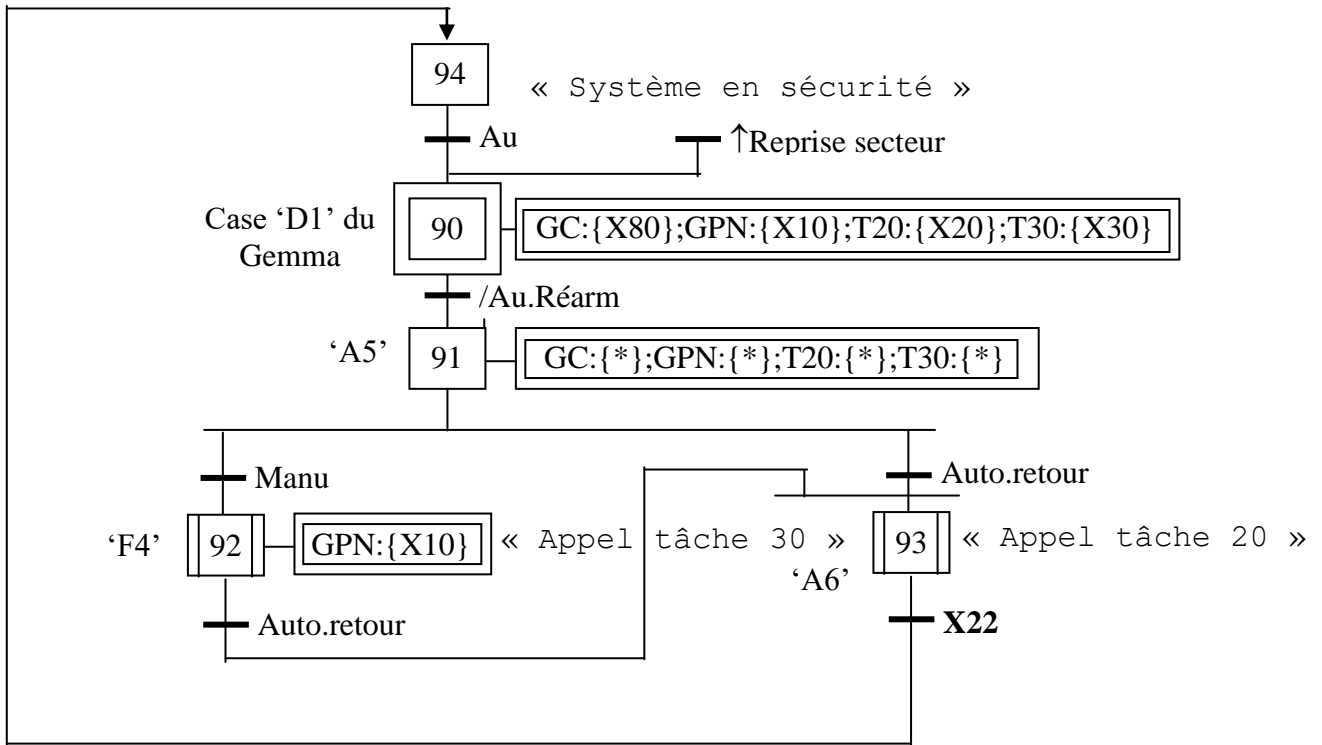 94
« Système en sécurité »
Au
↑Reprise secteur
Case ‘D1’ du
Gemma
90
GC:{X80};GPN:{X10};T20:{X20};T30:{X30}
/Au.Réarm
‘A5’
91
GC:{*};GPN:{*};T20:{*};T30:{*}
Manu
Auto.retour
‘F4’
92
GPN:{X10}
« Appel tâche 30 »
93
« Appel tâche 20 »
‘A6’
Auto.retour
X22